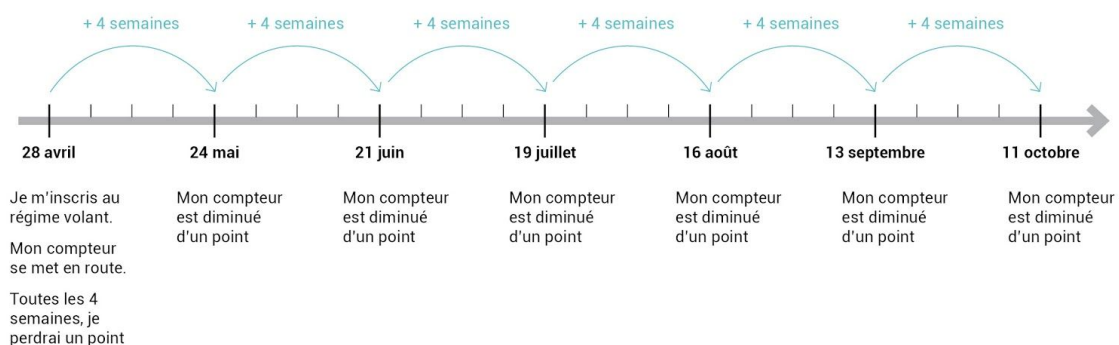 + 4 semaines
+ 4 semaines
+ 4 semaines
+ 4 semaines
+ 4 semaines
+ 4 semaines
28 avril
24 mai
21 juin
19 juillet
16 août
13 septembre
11 octobre
Je m'inscris au
régime volant.
Mon compteur
se met en route.
Toutes les 4
semaines, je
perdrai un point
Mon compteur
est diminué
d'un point
Mon compteur
est diminué
d'un point
Mon compteur
est diminué
d'un point
Mon compteur
est diminué
d'un point
Mon compteur
est diminué
d'un point
Mon compteur
est diminué
d'un point